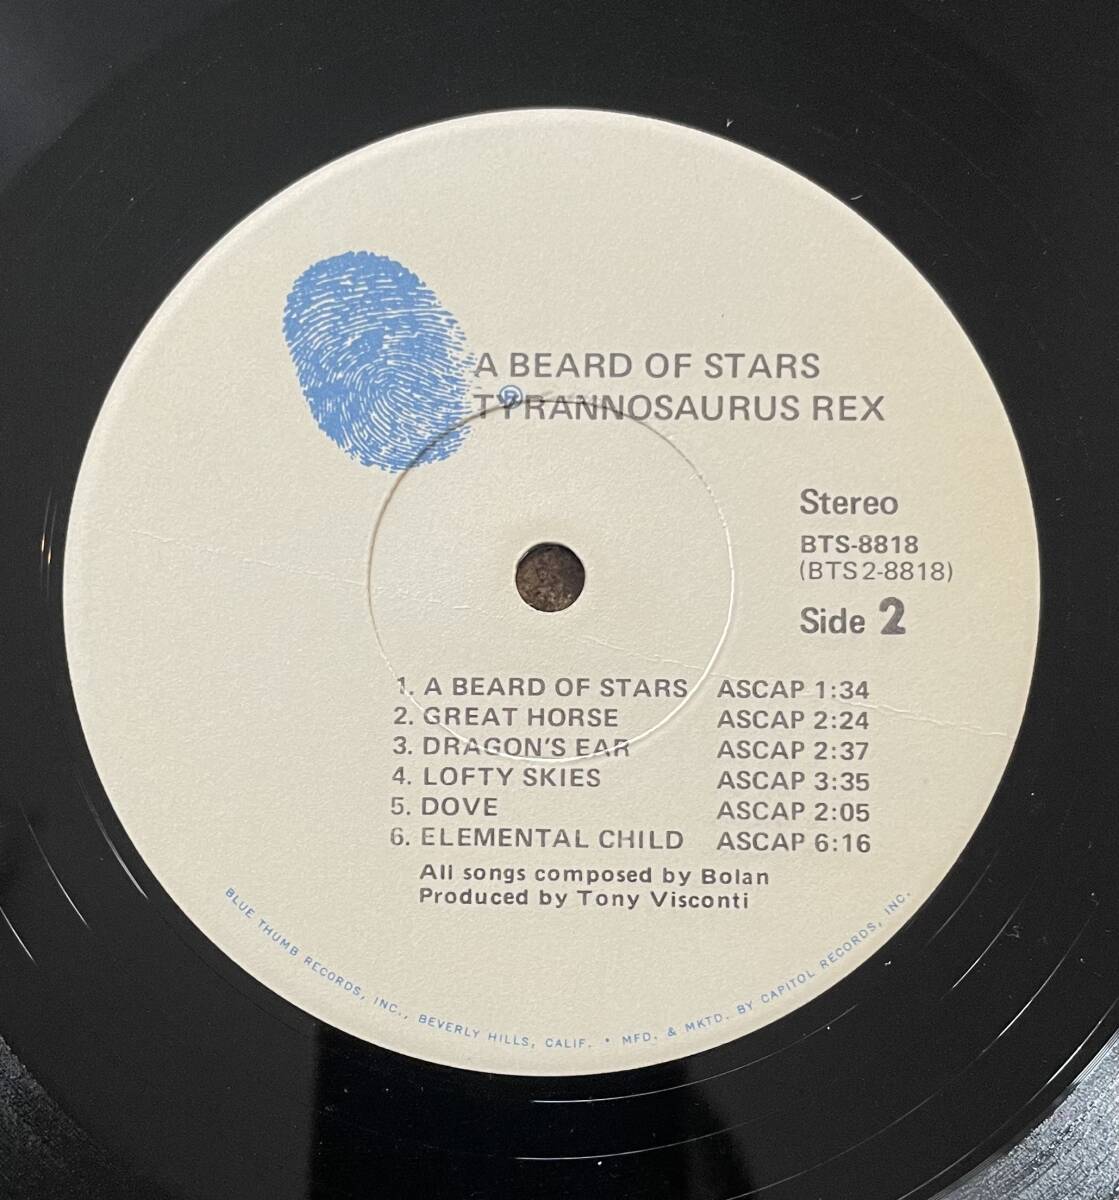 A BEARD OF STARS
®
TYRANNOSAURUS REX
Stereo
BTS-8818
(BTS 2-8818)
Side 2
1. A BEARD OF STARS ASCAP 1:34
2. GREAT HORSE ASCAP 2:24
3. DRAGON'S EAR ASCAP 2:37
4. LOFTY SKIES ASCAP 3:35
5. DOVE ASCAP 2:05
6. ELEMENTAL CHILD ASCAP 6:16
All songs composed by Bolan
Produced by Tony Visconti
BLUE THUMB RECORDS, INC., BEVERLY HILLS, CALIF. • MFD. & MKTD. BY CAPITOL RECORDS, INC.